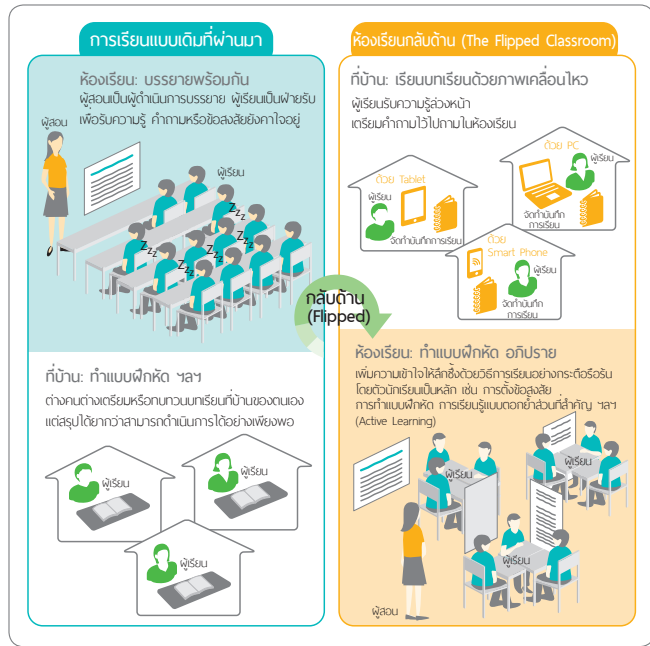 การเรียนแบบเดิมที่ผ่านมา
ห้องเรียน: บรรยายพร้อมกัน
ผู้สอนเป็นผู้ดำเนินการบรรยาย ผู้เรียนเป็นฝ่ายรับ
เพื่อรับความรู้ คำถามหรือข้อสงสัยยังคาใจอยู่
ผู้สอน
ผู้เรียน
Zzz
Zzz
Zzz
Zzz
Zzz
Zzz
ที่บ้าน: ทำแบบฝึกหัด ฯลฯ
ต่างคนต่างเตรียมหรือทบทวนบทเรียนที่บ้านของตนเอง
แต่สรุปได้ยากว่าสามารถดำเนินการได้อย่างเพียงพอ
ผู้เรียน
ผู้เรียน
ผู้เรียน
กลับด้าน
(Flipped)
ห้องเรียนกลับด้าน (The Flipped Classroom)
ที่บ้าน: เรียนบทเรียนด้วยภาพเคลื่อนไหว
ผู้เรียนรับความรู้ล่วงหน้า
เตรียมคำถามไว้ไปถามในห้องเรียน
ด้วย PC
ผู้เรียน
จัดทำบันทึก
การเรียน
ด้วย Tablet
ผู้เรียน
จัดทำบันทึกการเรียน
ด้วย
Smart Phone
ผู้เรียน
จัดทำบันทึก
การเรียน
ห้องเรียน: ทำแบบฝึกหัด อภิปราย
เพิ่มความเข้าใจให้ลึกซึ้งด้วยวิธีการเรียนอย่างกระตือรือร้น
โดยตัวนักเรียนเป็นหลัก เช่น การตั้งข้อสงสัย
การทำแบบฝึกหัด การเรียนรู้แบบตอกย้ำส่วนที่สำคัญ ฯลฯ
(Active Learning)
ผู้เรียน
ผู้เรียน
ผู้เรียน
ผู้สอน